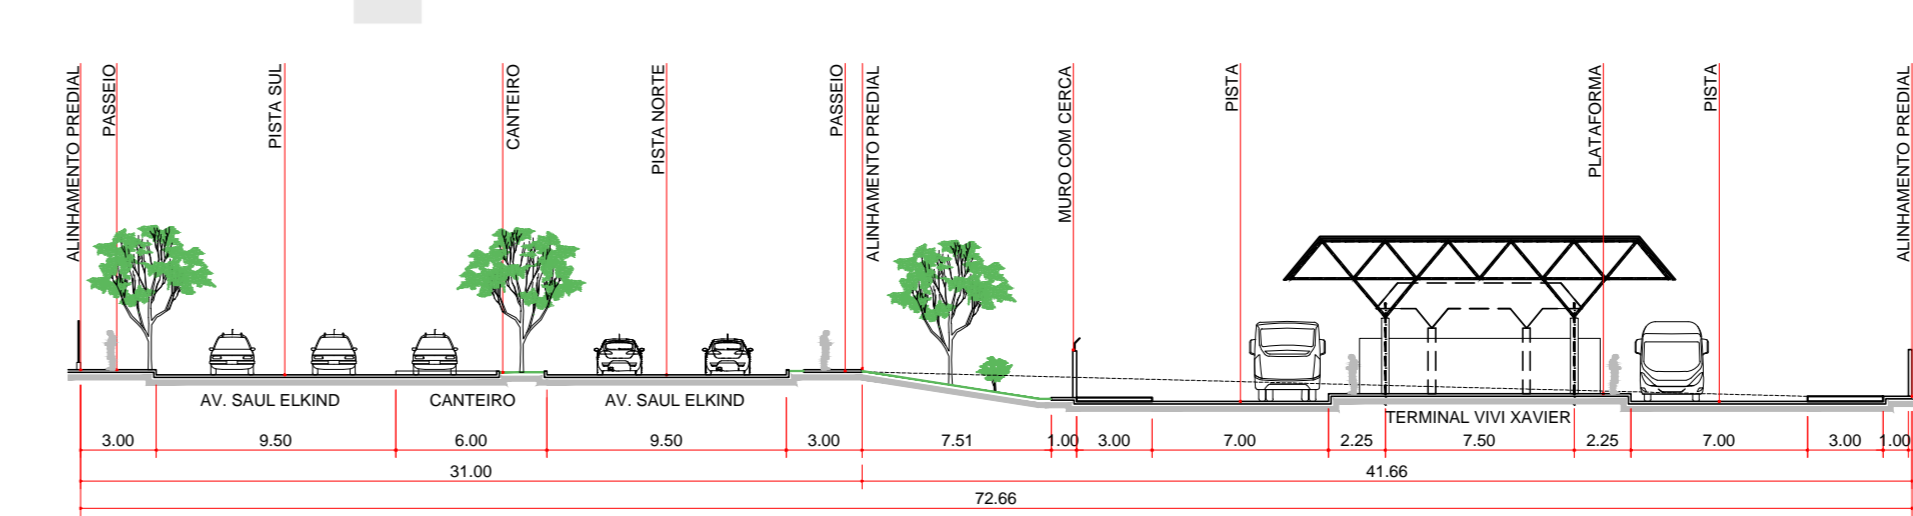 ALINHAMENTO PREDIAL
PASSEIO
PISTA SUL
CANTEIRO
PISTA NORTE
PASSEIO
ALINHAMENTO PREDIAL
MURO COM CERCA
PISTA
PLATAFORMA
PISTA
ALINHAMENTO PREDIAL
AV. SAUL ELKIND
CANTEIRO
AV. SAUL ELKIND
TERMINAL VIVI XAVIER
3.00
9.50
6.00
9.50
3.00
7.51
1.00
3.00
7.00
2.25
7.50
2.25
7.00
3.00
1.00
31.00
41.66
72.66